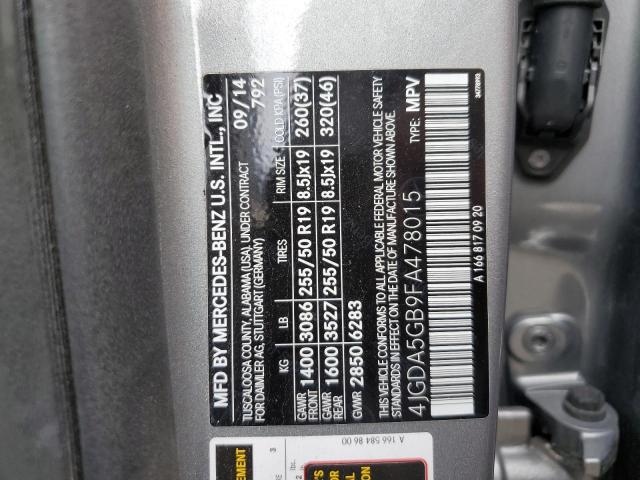 MFD BY MERCEDES-BENZ U.S. INTL., INC
TUSCALOOSA COUNTY, ALABAMA (USA), UNDER CONTRACT 09/14
FOR DAIMLER AG, STUTTGART (GERMANY) 792
KG LB TIRES RIM SIZE COLD KPA (PSI)
GAWR FRONT 1400 3086 255/50 R19 8.5Jx19 260(37)
GAWR REAR 1600 3527 255/50 R19 8.5Jx19 320(46)
GVWR 2850 6283
THIS VEHICLE CONFORMS TO ALL APPLICABLE FEDERAL MOTOR VEHICLE SAFETY
STANDARDS IN EFFECT ON THE DATE OF MANUFACTURE SHOWN ABOVE.
4JGDA5GB9FA478015 TYPE: MPV
A 166 817 09 20
A 166 584 86 00